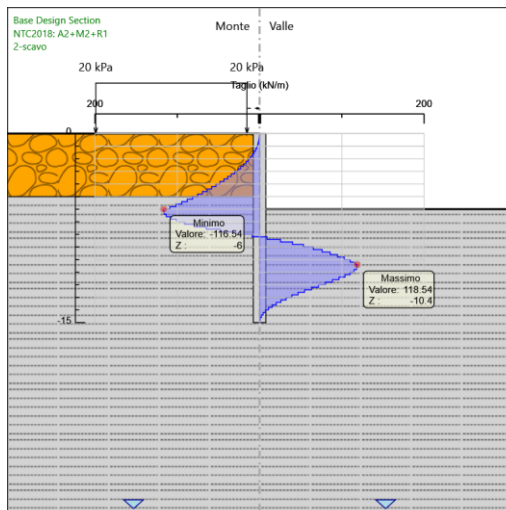 Base Design Section
NTC2018: A2+M2+R1
2-scavo
Monte
Valle
20 kPa
20 kPa
Taglio (kN/m)
200
0
200
0
Minimo
Valore: -116.54
Z : -6
Massimo
Valore: 118.54
Z : -10.4
-15